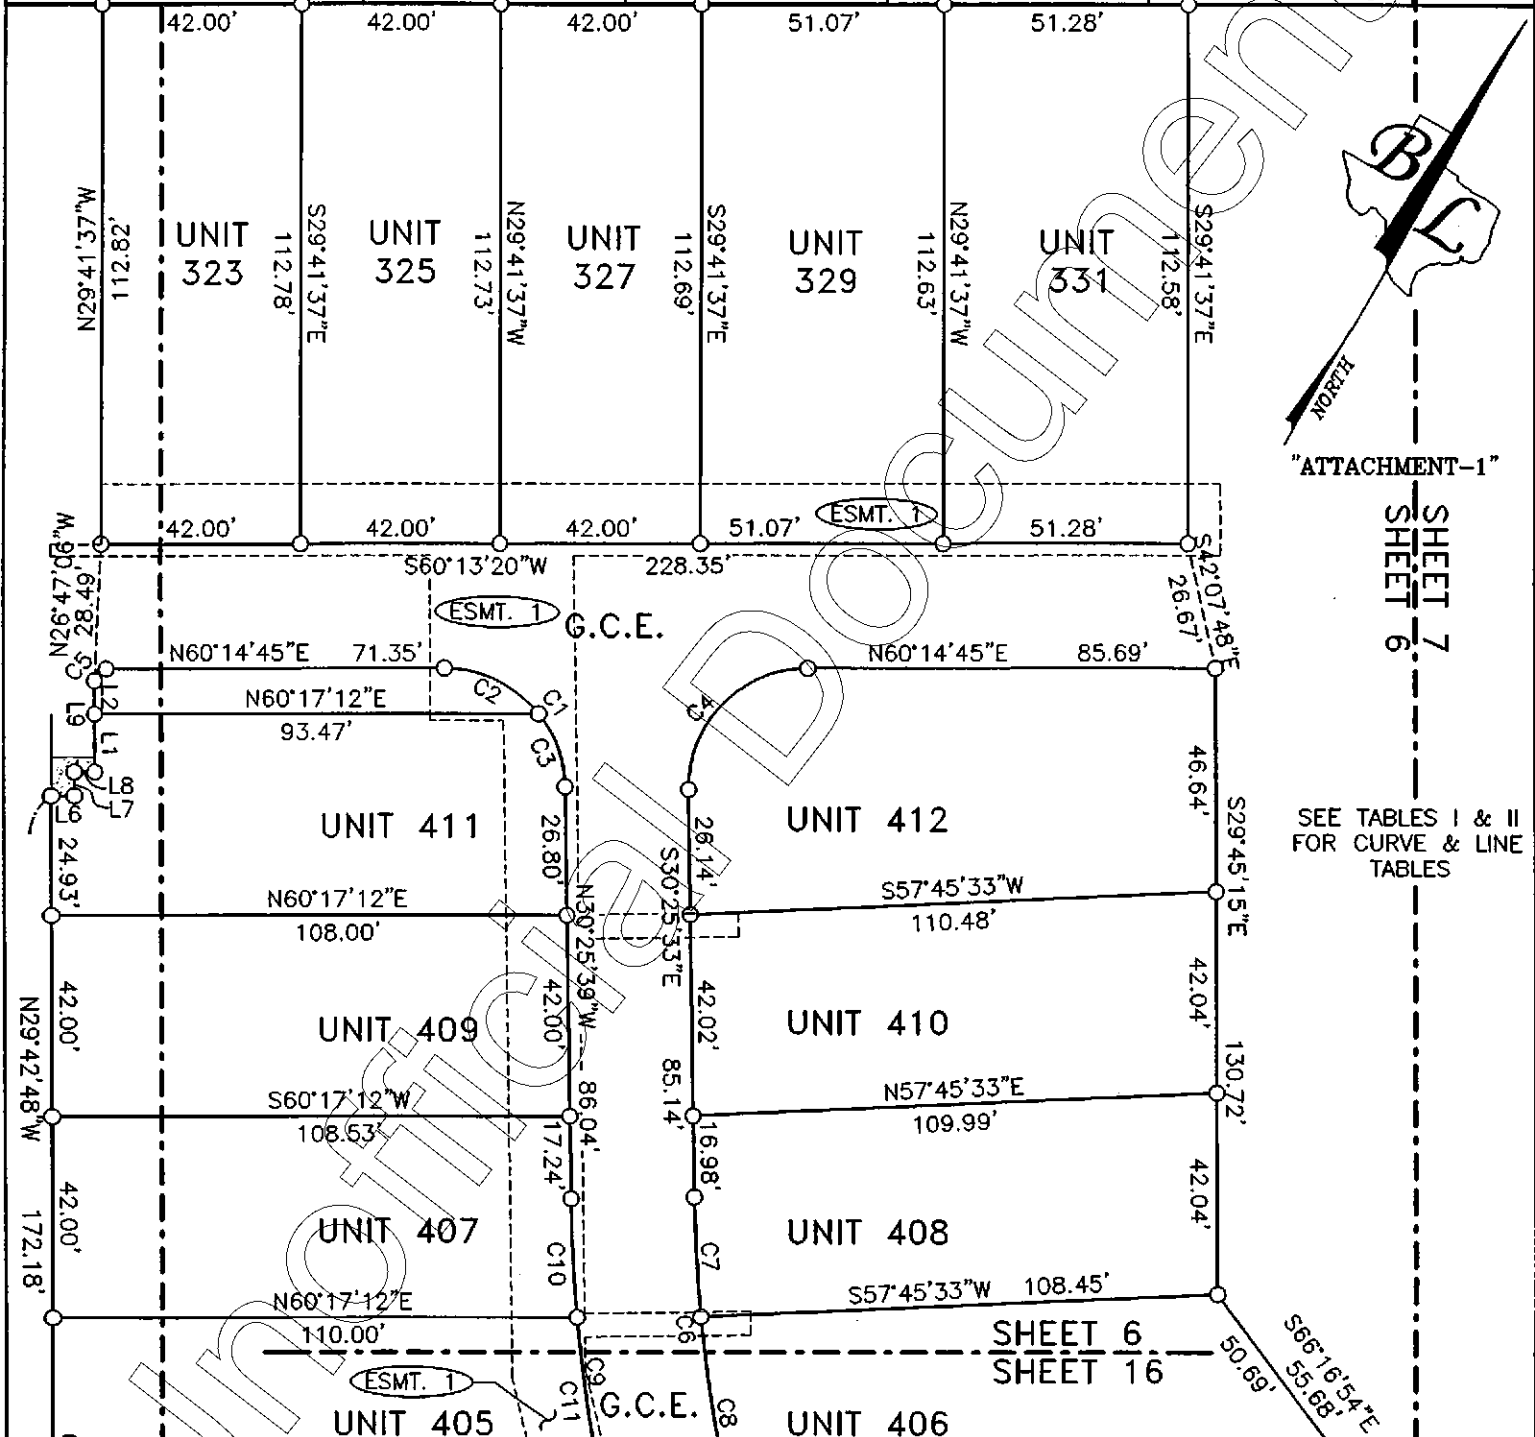 42.00'
42.00'
42.00'
51.07'
51.28'
N29°41'37"W
112.82'
UNIT
323
112.78'
S29°41'37"E
UNIT
325
112.73'
N29°41'37"W
UNIT
327
112.69'
S29°41'37"E
UNIT
329
112.63'
N29°41'37"W
UNIT
331
112.58'
S29°41'37"E
B
L
NORTH
"ATTACHMENT-1"
SHEET 7
SHEET 6
42.00'
42.00'
42.00'
51.07'
ESMT. 1
51.28'
S60°13'20"W
228.35'
N26°47'06"W
28.49'
S42°07'48"E
26.67'
ESMT. 1
G.C.E.
C5
N60°14'45"E
71.35'
C2
C1
C3
N60°14'45"E
85.69'
C4
L2
L9
L1
L8
L7
L6
N60°17'12"E
93.47'
46.64'
S29°45'15"E
130.72'
SEE TABLES I & II
FOR CURVE & LINE
TABLES
UNIT 411
26.80'
UNIT 412
26.14'
S30°25'33"E
85.14'
24.93'
N60°17'12"E
108.00'
N30°25'39"W
86.04'
S57°45'33"W
110.48'
N29°42'48"W
172.18'
42.00'
UNIT 409
42.00'
42.02'
UNIT 410
42.04'
S60°17'12"W
108.53'
N57°45'33"E
109.99'
42.00'
17.24'
16.98'
42.04'
UNIT 407
C10
C7
UNIT 408
N60°17'12"E
110.00'
S57°45'33"W
108.45'
C6
SHEET 6
SHEET 16
S66°16'54"E
55.68'
50.69'
ESMT. 1
C9
C11
G.C.E.
C8
UNIT 405
UNIT 406
Unofficial Document